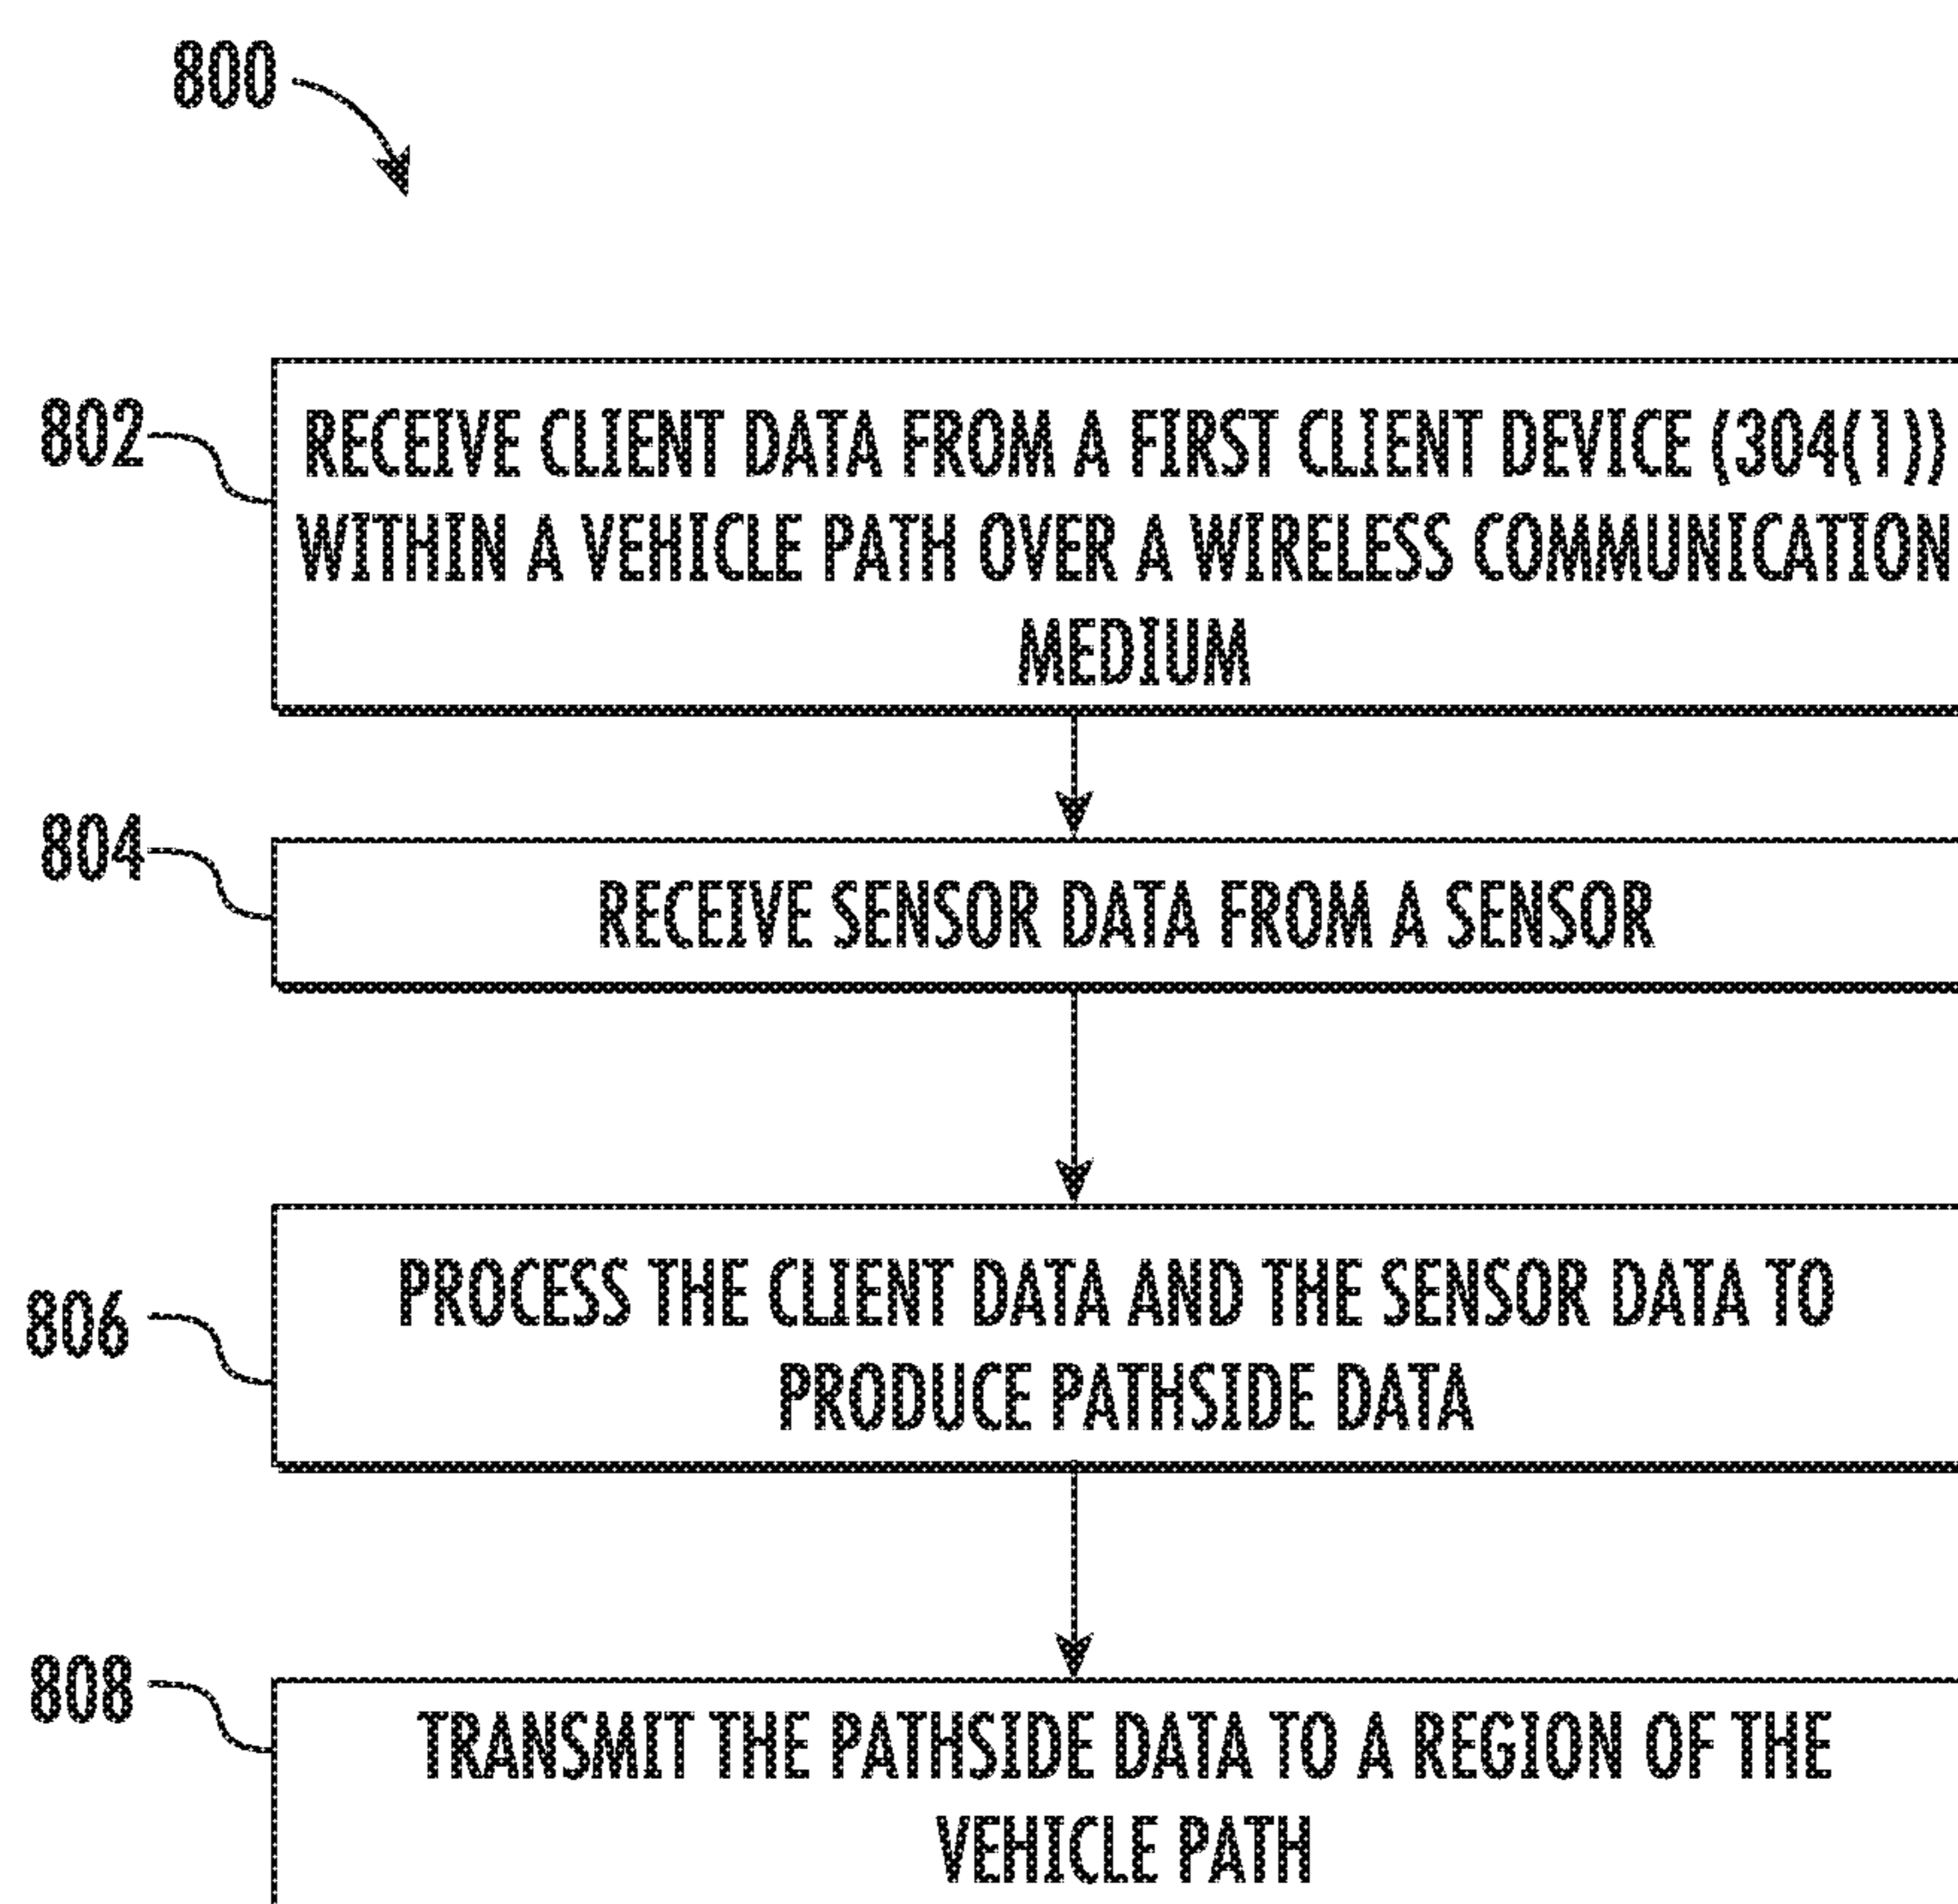 800
802
RECEIVE CLIENT DATA FROM A FIRST CLIENT DEVICE (304(1))
WITHIN A VEHICLE PATH OVER A WIRELESS COMMUNICATION
MEDIUM
804
RECEIVE SENSOR DATA FROM A SENSOR
806
PROCESS THE CLIENT DATA AND THE SENSOR DATA TO
PRODUCE PATHSIDE DATA
808
TRANSMIT THE PATHSIDE DATA TO A REGION OF THE
VEHICLE PATH